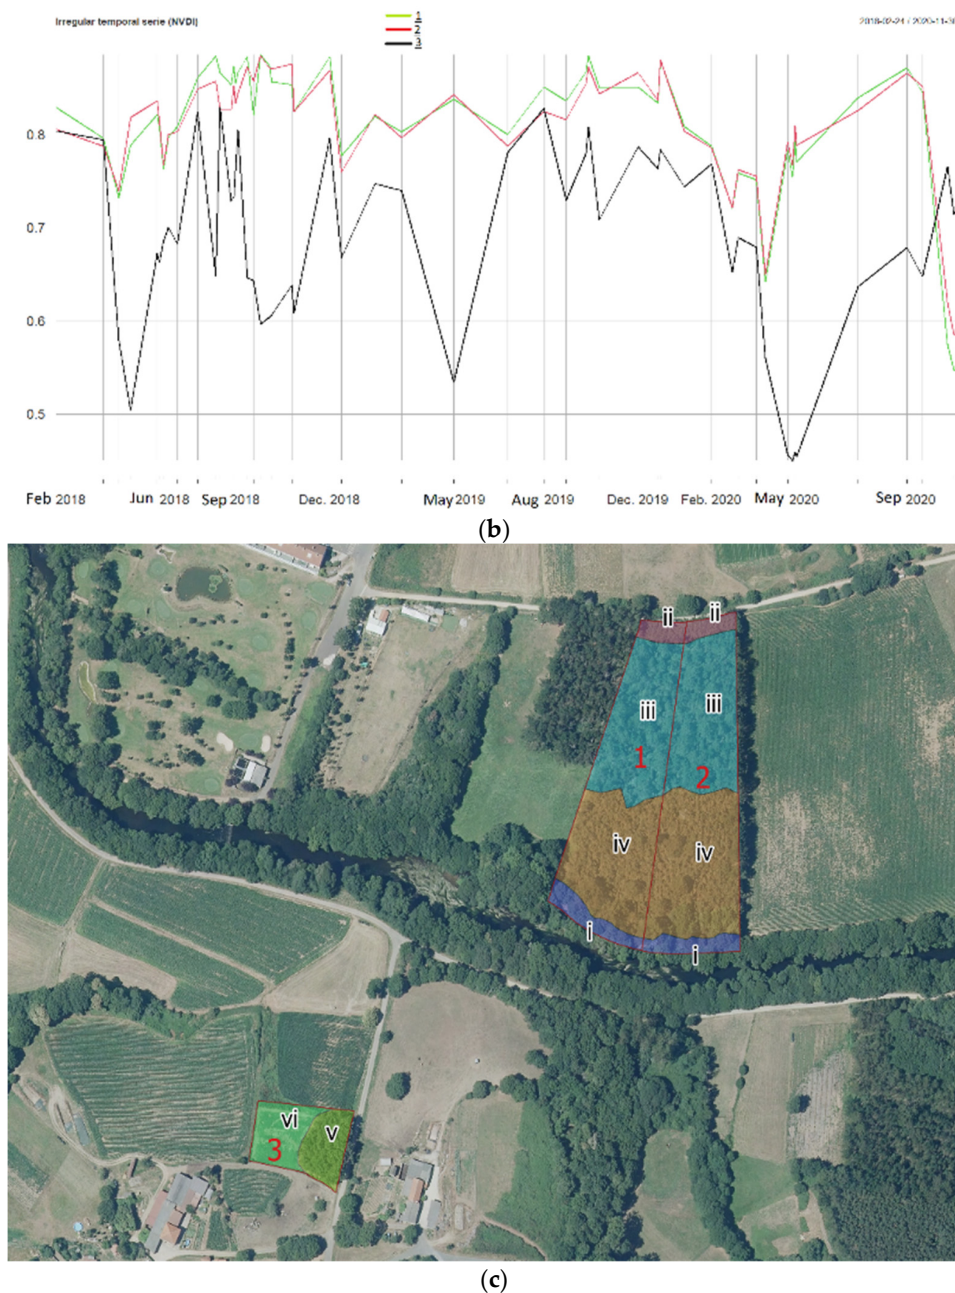 Irregular temporal serie (NVDI)
1
2
3
2018-02-24 / 2020-11-30
0.8
0.7
0.6
0.5
Feb 2018 Jun 2018 Sep 2018 Dec. 2018 May 2019 Aug 2019 Dec. 2019 Feb. 2020 May 2020 Sep 2020
(b)
ii ii
iii iii
1 2
iv iv
i i
vi v
3
(c)